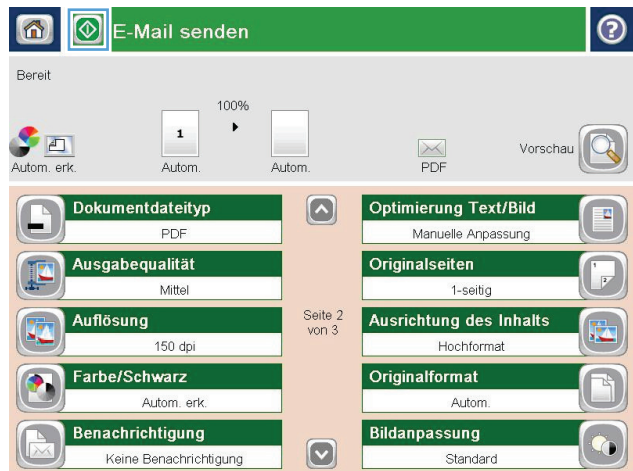 E-Mail senden
Bereit
100%
1
Autom. erk.
Autom.
Autom.
PDF
Vorschau
Dokumentdateityp
PDF
Ausgabequalität
Mittel
Auflösung
150 dpi
Farbe/Schwarz
Autom. erk.
Benachrichtigung
Keine Benachrichtigung
Seite 2
von 3
Optimierung Text/Bild
Manuelle Anpassung
Originalseiten
1-seitig
1
2
Ausrichtung des Inhalts
Hochformat
Originalformat
Autom.
Bildanpassung
Standard